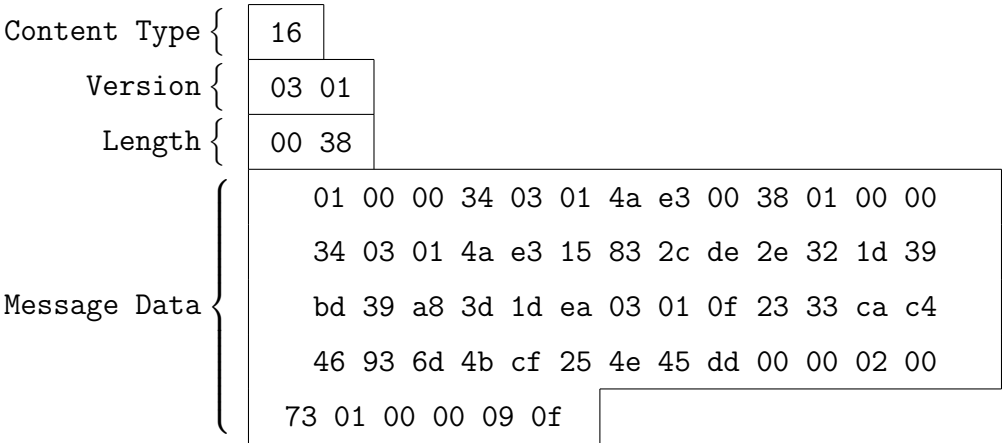 Content Type { 16
Version { 03 01
Length { 00 38
01 00 00 34 03 01 4a e3 00 38 01 00 00
34 03 01 4a e3 15 83 2c de 2e 32 1d 39
Message Data { bd 39 a8 3d 1d ea 03 01 0f 23 33 ca c4
46 93 6d 4b cf 25 4e 45 dd 00 00 02 00
73 01 00 00 09 0f